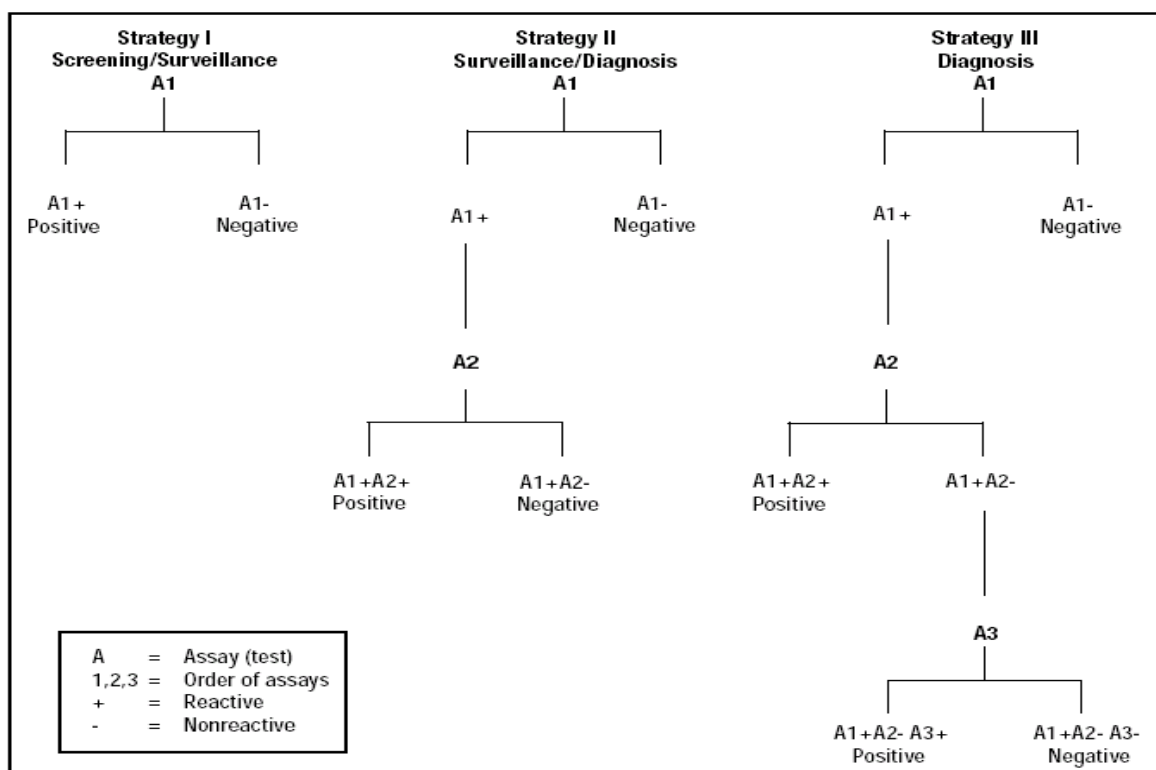 Strategy I
Screening/Surveillance
A1
A1+
Positive
A1-
Negative
Strategy II
Surveillance/Diagnosis
A1
A1+
A1-
Negative
A2
A1+A2+
Positive
A1+A2-
Negative
Strategy III
Diagnosis
A1
A1+
A1-
Negative
A2
A1+A2+
Positive
A1+A2-
A3
A1+A2- A3+
Positive
A1+A2- A3-
Negative
A = Assay (test)
1,2,3 = Order of assays
+ = Reactive
- = Nonreactive